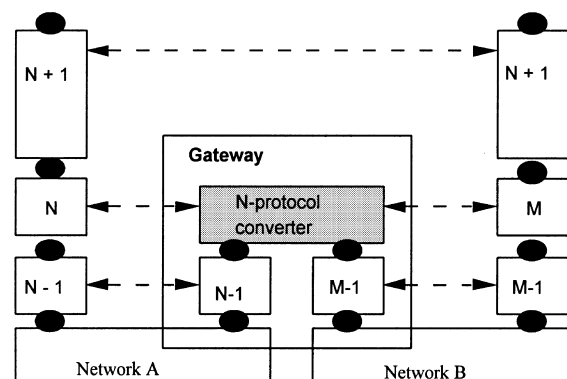 N + 1
N + 1
Gateway
N-protocol
converter
N
M
N - 1
N-1
M-1
M-1
Network A
Network B